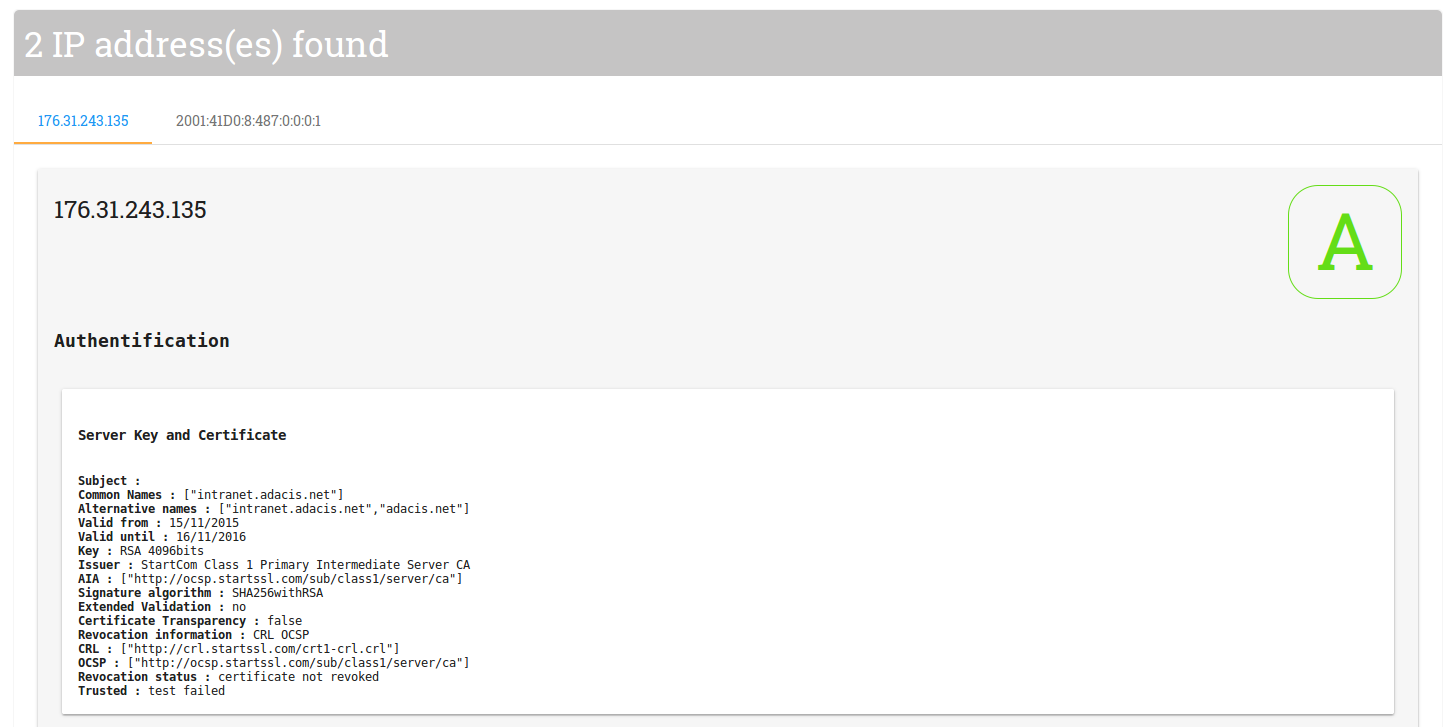 2 IP address(es) found
176.31.243.135 2001:41D0:8:487:0:0:0:1
176.31.243.135
A
Authentification
Server Key and Certificate
Subject :
Common Names : ["intranet.adacis.net"]
Alternative names : ["intranet.adacis.net","adacis.net"]
Valid from : 15/11/2015
Valid until : 16/11/2016
Key : RSA 4096bits
Issuer : StartCom Class 1 Primary Intermediate Server CA
AIA : ["http://ocsp.startssl.com/sub/class1/server/ca"]
Signature algorithm : SHA256withRSA
Extended Validation : no
Certificate Transparency : false
Revocation information : CRL OCSP
CRL : ["http://crl.startssl.com/crt1-crl.crl"]
OCSP : ["http://ocsp.startssl.com/sub/class1/server/ca"]
Revocation status : certificate not revoked
Trusted : test failed